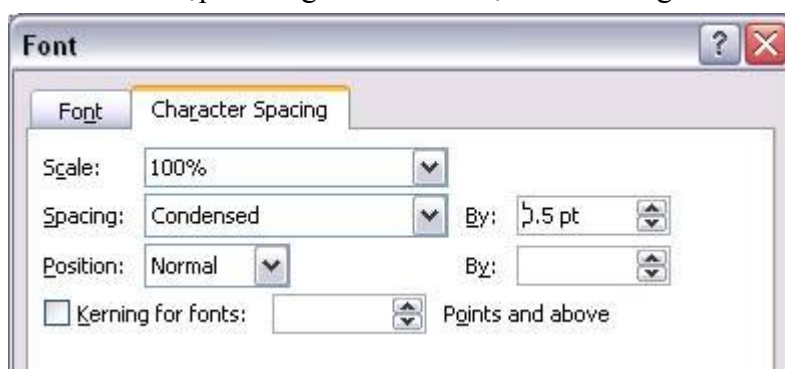 Font
Font Character Spacing
Scale: 100%
Spacing: Condensed By: .5 pt
Position: Normal By:
Kerning for fonts: Points and above